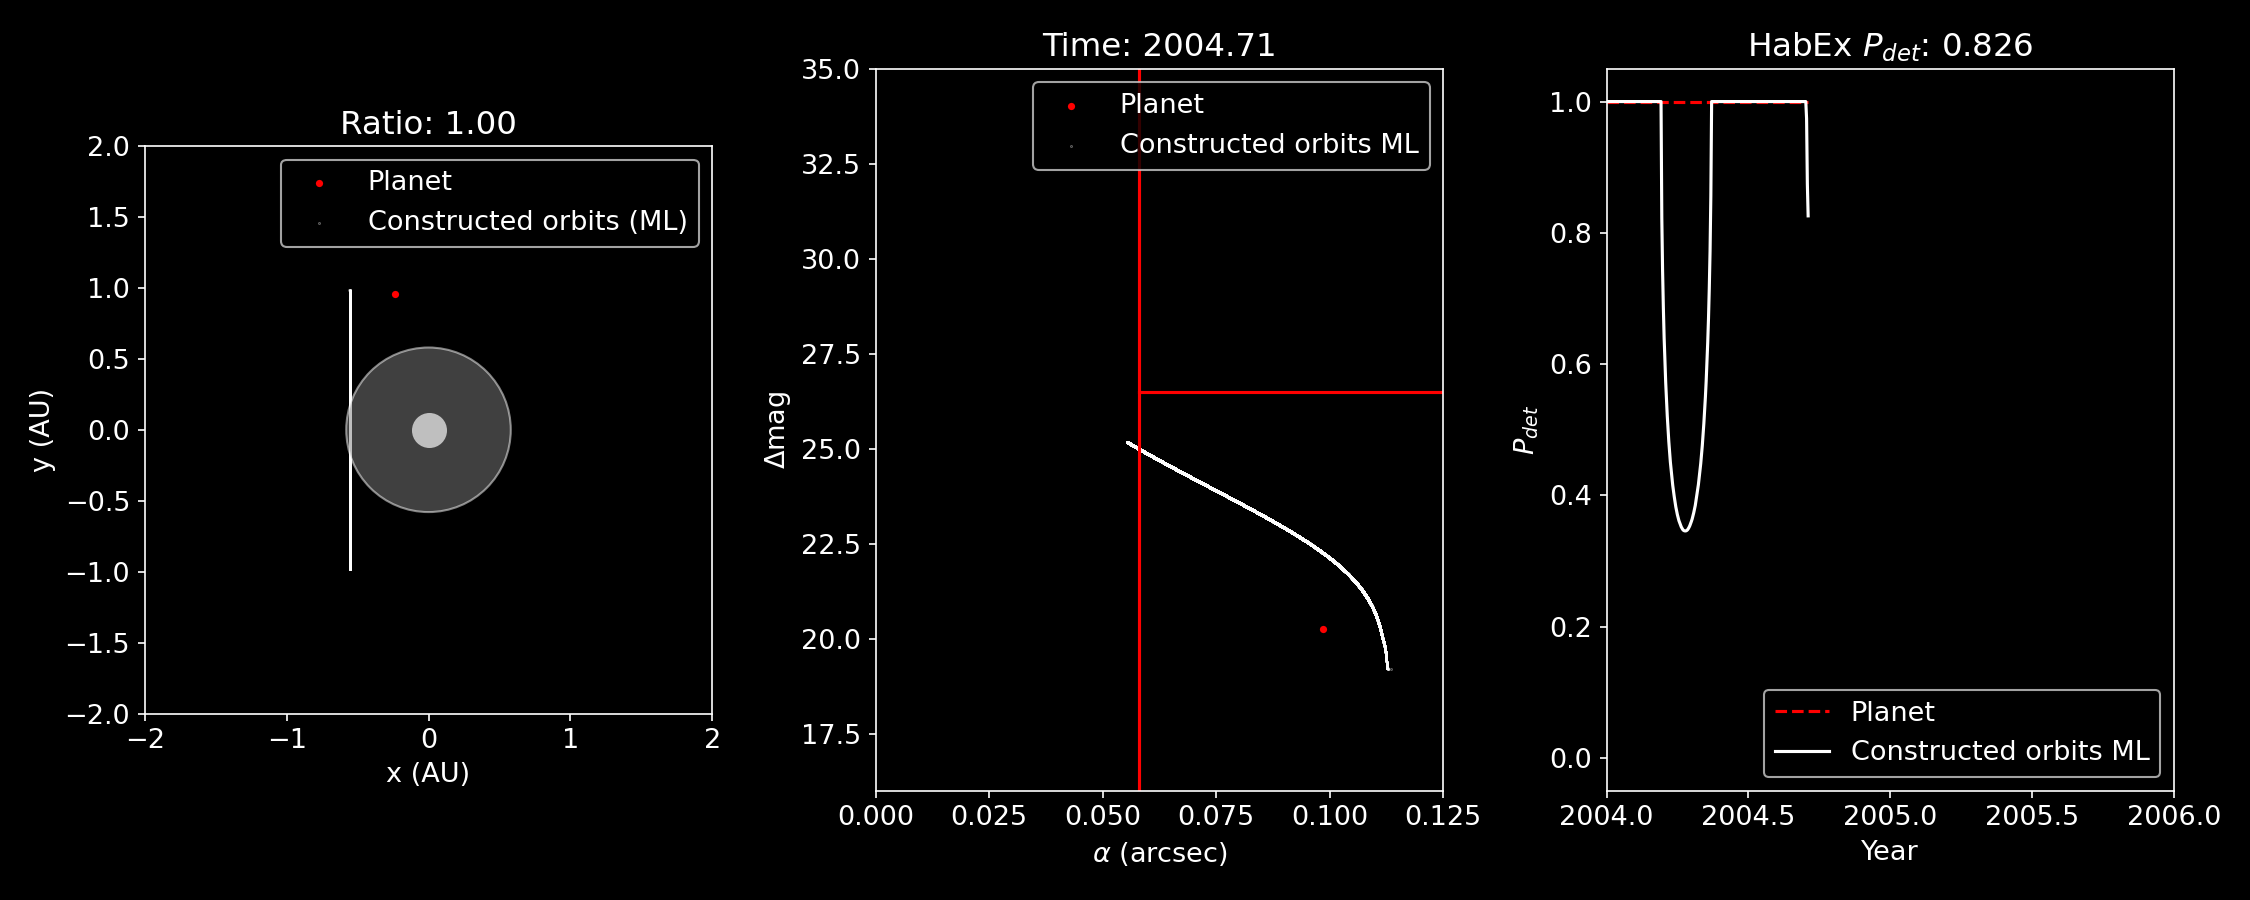 Ratio: 1.00
2.0
1.5
1.0
0.5
0.0
−0.5
−1.0
−1.5
−2.0
y (AU)
Planet
Constructed orbits (ML)
−2 −1 0 1 2
x (AU)
Time: 2004.71
35.0
32.5
30.0
27.5
25.0
22.5
20.0
17.5
Δmag
Planet
Constructed orbits ML
0.000 0.025 0.050 0.075 0.100 0.125
α (arcsec)
HabEx P_det: 0.826
1.0
0.8
0.6
0.4
0.2
0.0
P_det
Planet
Constructed orbits ML
2004.0 2004.5 2005.0 2005.5 2006.0
Year